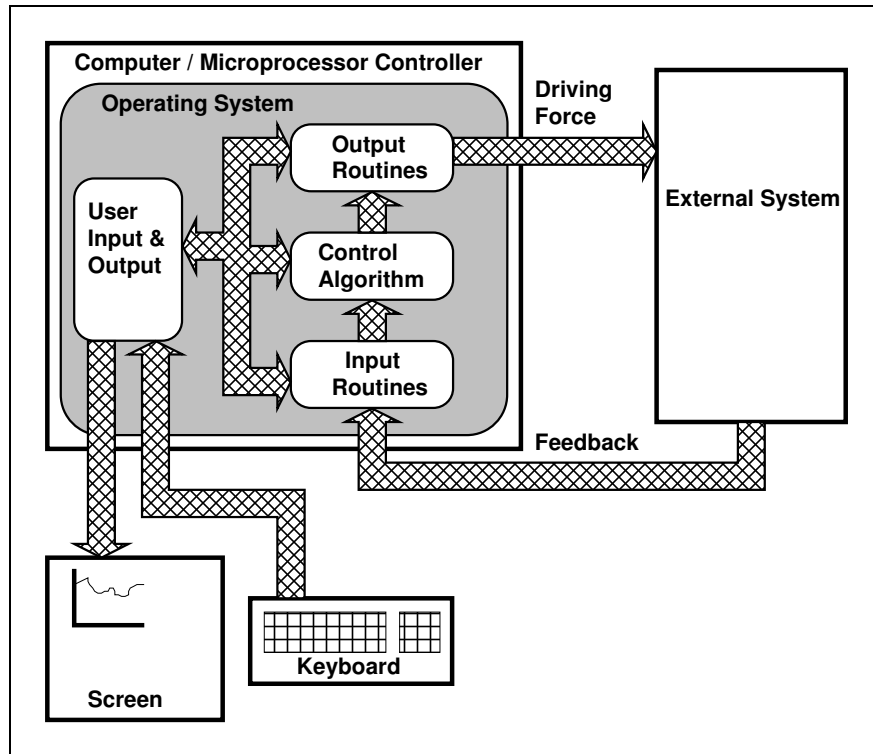 Computer / Microprocessor Controller
Operating System
Driving
Force
Output
Routines
External System
User
Input &
Output
Control
Algorithm
Input
Routines
Feedback
Keyboard
Screen